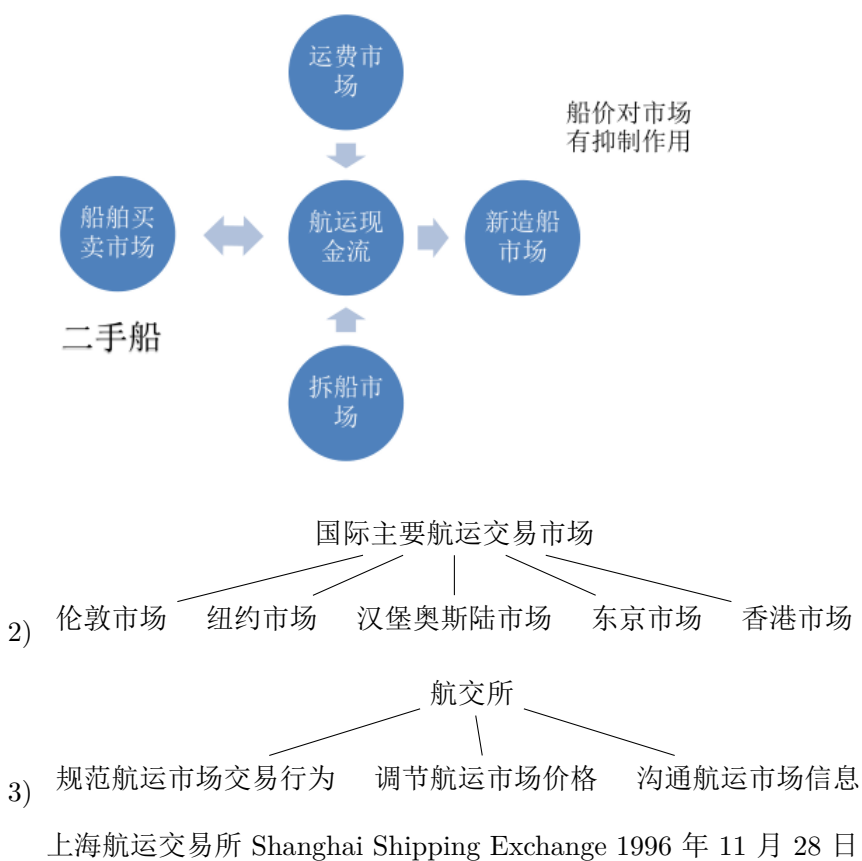 运费市
场
船价对市场
有抑制作用
船舶买
卖市场
航运现
金流
新造船
市场
二手船
拆船市
场
国际主要航运交易市场
2) 伦敦市场 纽约市场 汉堡奥斯陆市场 东京市场 香港市场
航交所
3) 规范航运市场交易行为 调节航运市场价格 沟通航运市场信息
上海航运交易所 Shanghai Shipping Exchange 1996 年 11 月 28 日